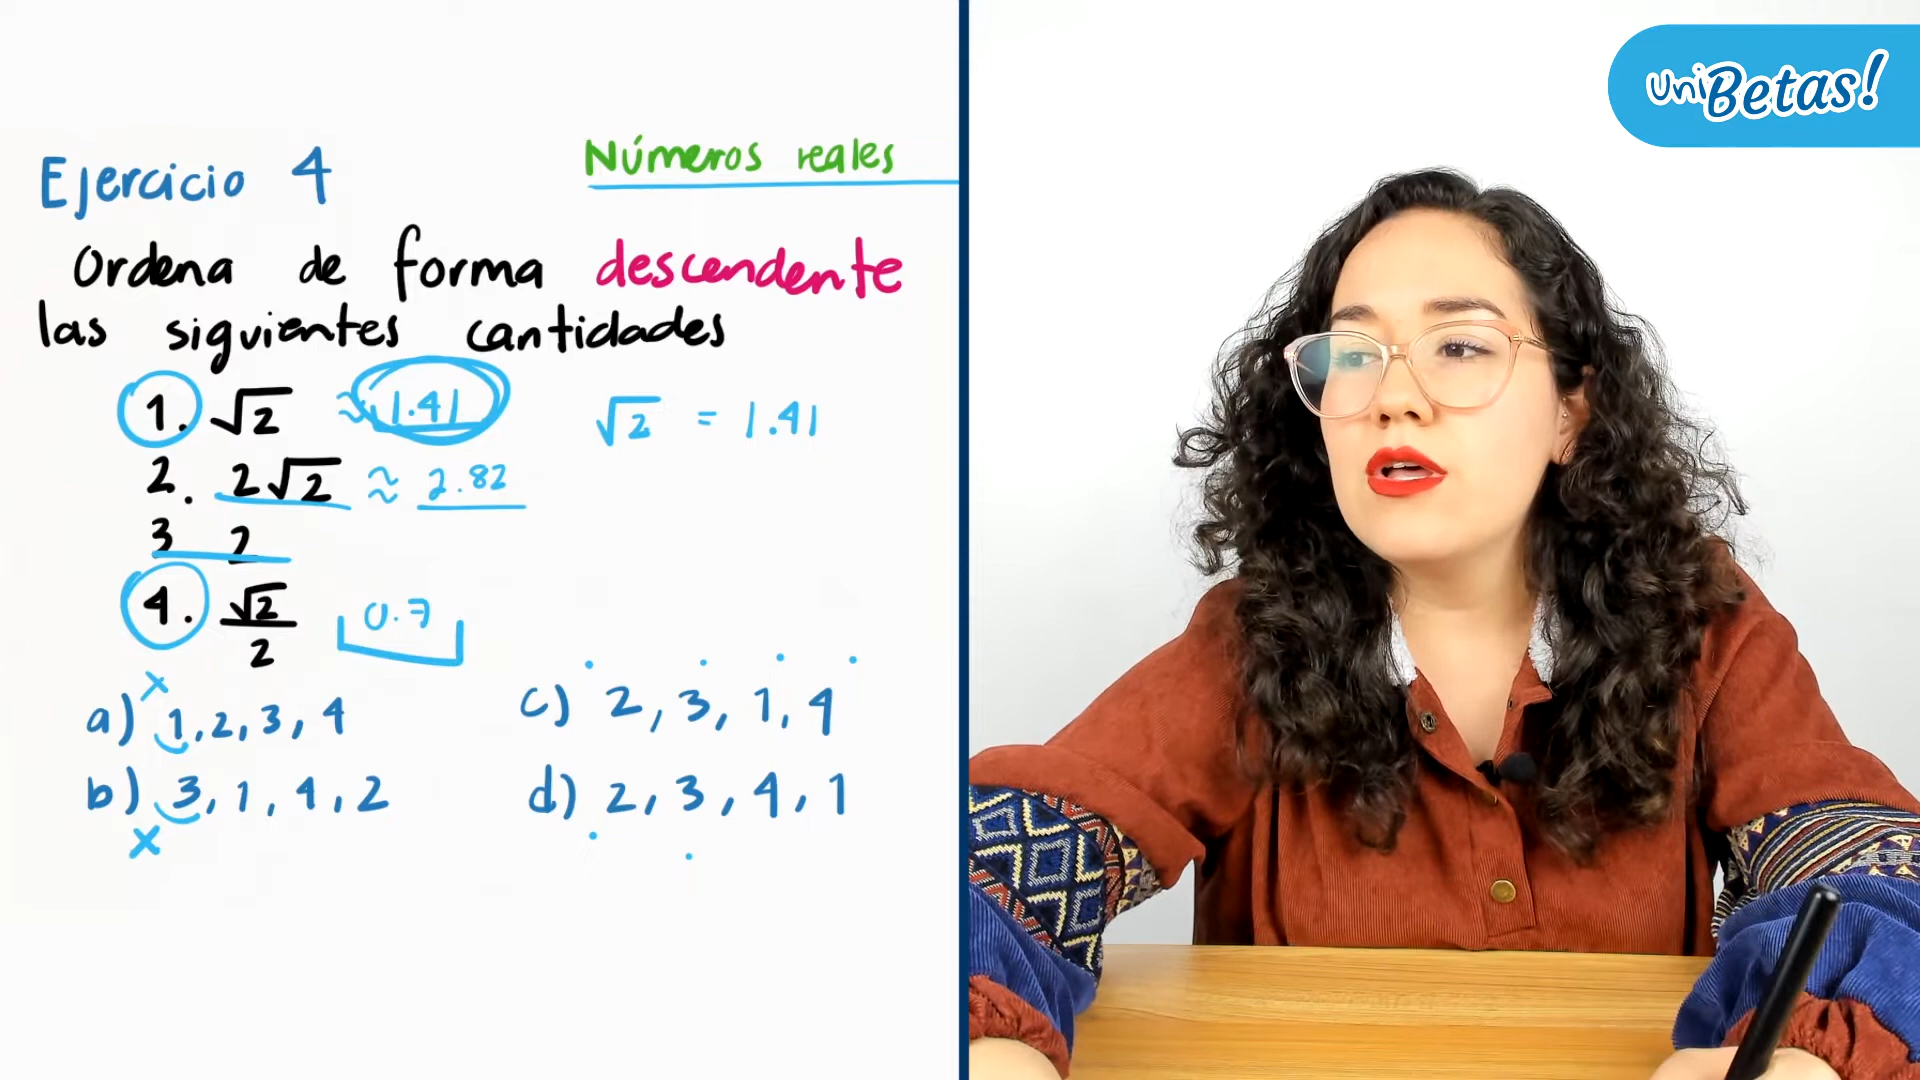 uniBetas!
Números reales
Ejercicio 4
Ordena de forma descendente
las siguientes cantidades
1. √2 ≈ 1.41 √2 = 1.41
2. 2√2 ≈ 2.82
3 2
4. √2/2 0.7
a) 1, 2, 3, 4
b) 3, 1, 4, 2
c) 2, 3, 1, 4
d) 2, 3, 4, 1